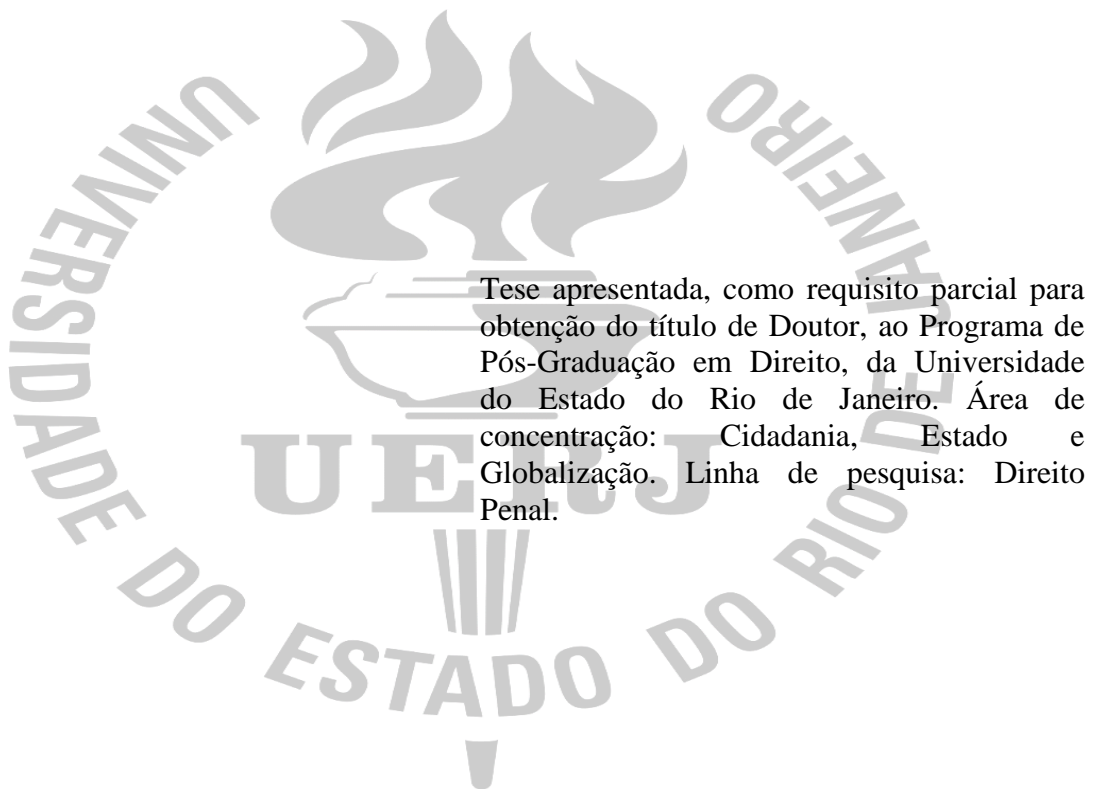 UNIVERSIDADE DO ESTADO DO RIO DE JANEIRO
UERJ
Tese apresentada, como requisito parcial para
obtenção do título de Doutor, ao Programa de
Pós-Graduação em Direito, da Universidade
do Estado do Rio de Janeiro. Área de
concentração: Cidadania, Estado e
Globalização. Linha de pesquisa: Direito
Penal.